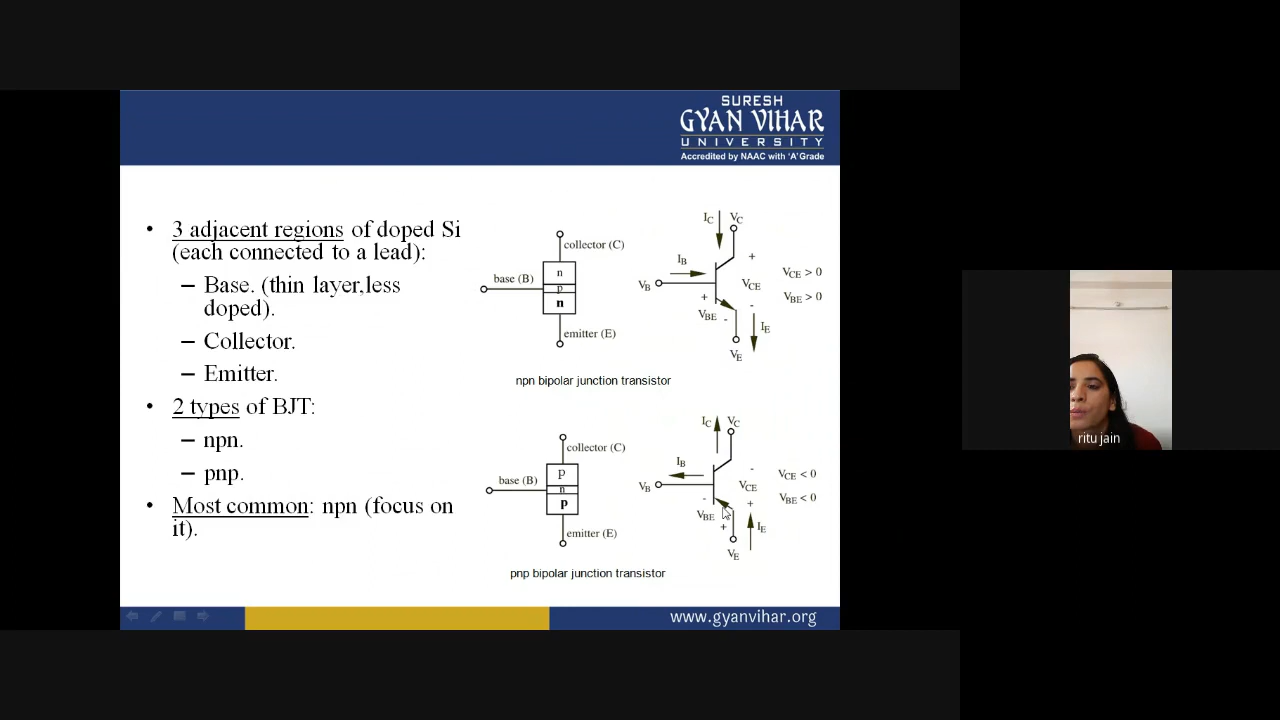 SURESH
GYAN VIHAR
UNIVERSITY
Accredited by NAAC with 'A' Grade
• 3 adjacent regions of doped Si
(each connected to a lead):
– Base. (thin layer,less
doped).
– Collector.
– Emitter.
• 2 types of BJT:
– npn.
– pnp.
• Most common: npn (focus on
it).
collector (C)
base (B)
n
p
n
emitter (E)
IC VC
IB
+
VB
VCE
+
VBE
-
-
IE
VE
VCE > 0
VBE > 0
npn bipolar junction transistor
collector (C)
base (B)
p
n
p
emitter (E)
IC VC
IB
-
VB
VCE
-
VBE
+
+
IE
VE
VCE < 0
VBE < 0
pnp bipolar junction transistor
www.gyanvihar.org
ritu jain